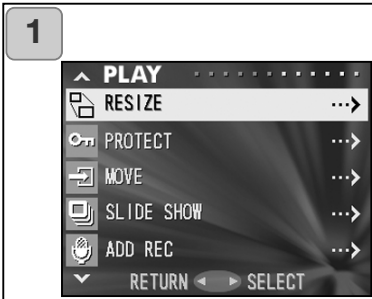 1
PLAY
RESIZE
PROTECT
MOVE
SLIDE SHOW
ADD REC
RETURN SELECT